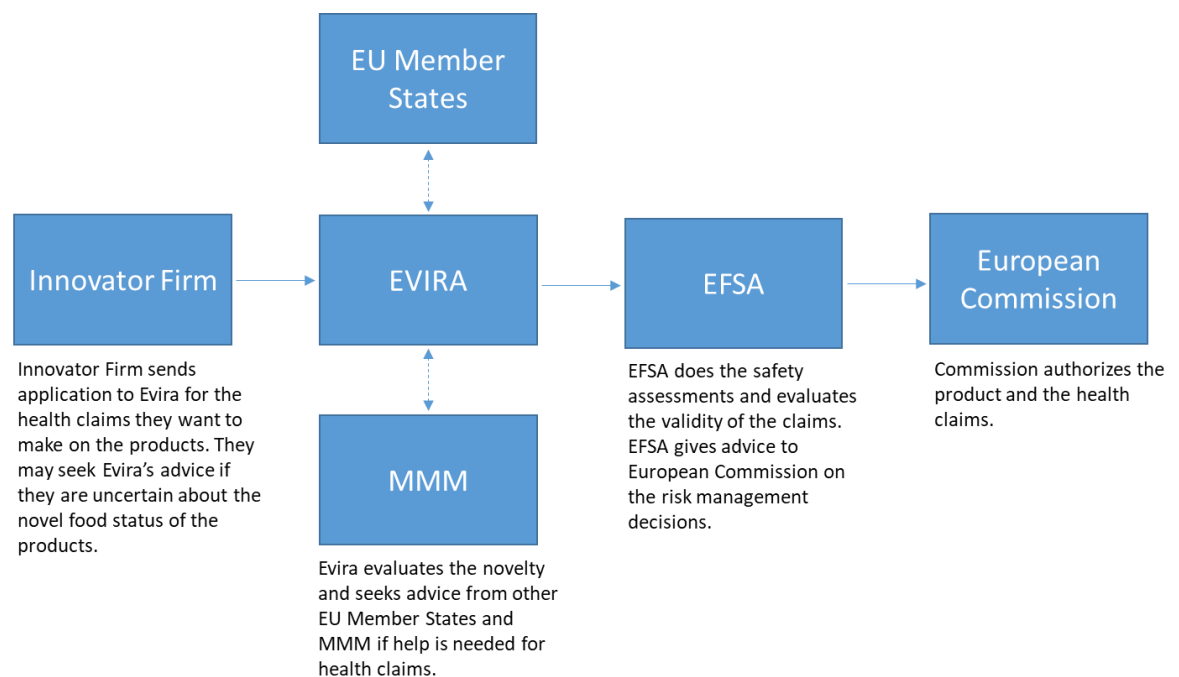 EU Member
States
Innovator Firm
EVIRA
EFSA
European
Commission
Innovator Firm sends
application to Evira for the
health claims they want to
make on the products. They
may seek Evira's advice if
they are uncertain about the
novel food status of the
products.
MMM
Evira evaluates the novelty
and seeks advice from other
EU Member States and
MMM if help is needed for
health claims.
EFSA does the safety
assessments and evaluates
the validity of the claims.
EFSA gives advice to
European Commission on
the risk management
decisions.
Commission authorizes the
product and the health
claims.